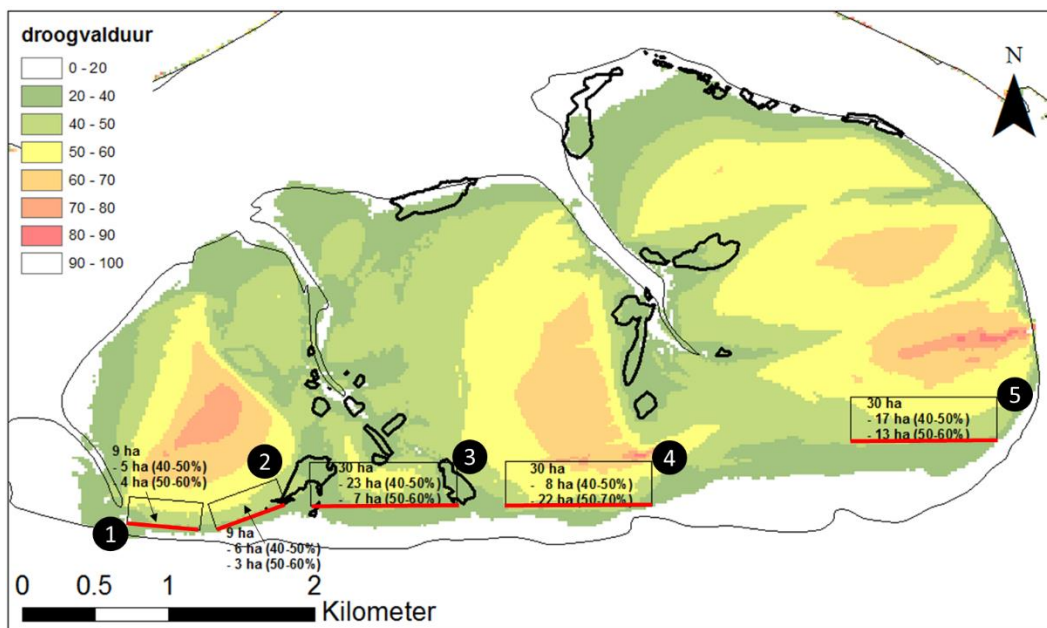 droogvalduur
0 - 20
20 - 40
40 - 50
50 - 60
60 - 70
70 - 80
80 - 90
90 - 100
N
9 ha
- 5 ha (40-50%)
- 4 ha (50-60%)
1
2
9 ha
- 6 ha (40-50%)
- 3 ha (50-60%)
30 ha
- 23 ha (40-50%)
- 7 ha (50-60%)
3
30 ha
- 8 ha (40-50%)
- 22 ha (50-70%)
4
30 ha
- 17 ha (40-50%)
- 13 ha (50-60%)
5
0 0.5 1 2
Kilometer